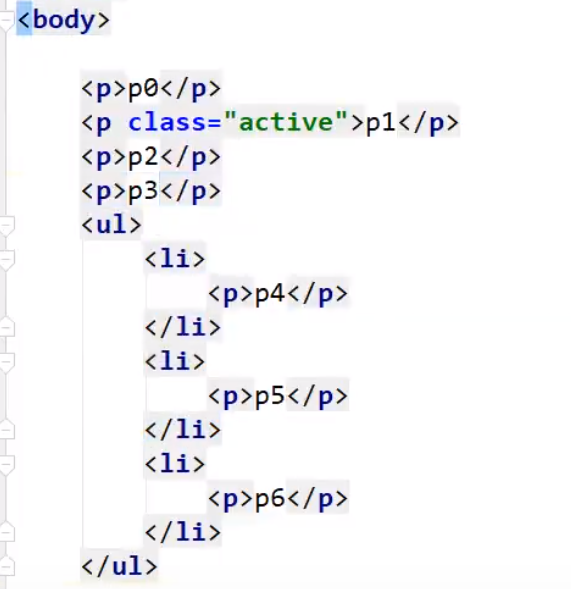 <body>
<p>p0</p>
<p class="active">p1</p>
<p>p2</p>
<p>p3</p>
<ul>
<li>
<p>p4</p>
</li>
<li>
<p>p5</p>
</li>
<li>
<p>p6</p>
</li>
</ul>